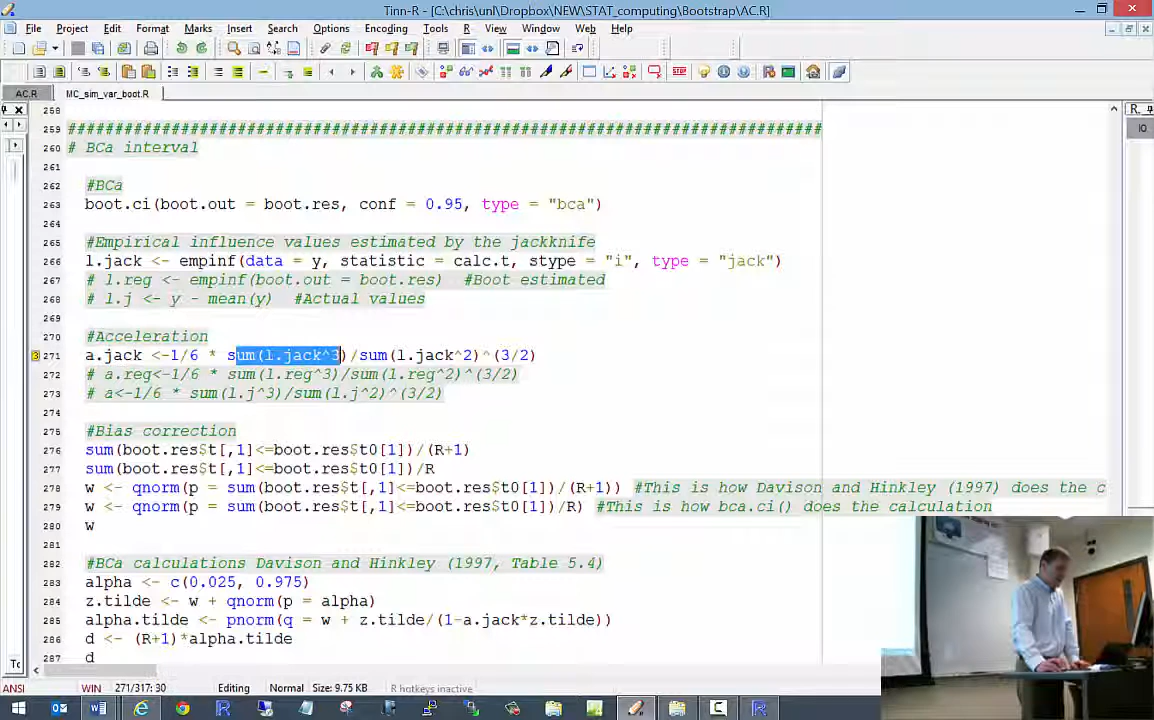 Tinn-R - [C:\chris\unl\Dropbox\NEW\STAT_computing\Bootstrap\AC.R]
File Project Edit Format Marks Insert Search Options Encoding Tools R View Window Web Help
AC.R MC_sim_var_boot.R
258
259 ################################################################################
260 # BCa interval
261
262 #BCa
263 boot.ci(boot.out = boot.res, conf = 0.95, type = "bca")
264
265 #Empirical influence values estimated by the jackknife
266 l.jack <- empinf(data = y, statistic = calc.t, stype = "i", type = "jack")
267 # l.reg <- empinf(boot.out = boot.res) #Boot estimated
268 # l.j <- y - mean(y) #Actual values
269
270 #Acceleration
271 a.jack <-1/6 * sum(l.jack^3)/sum(l.jack^2)^(3/2)
272 # a.reg<-1/6 * sum(l.reg^3)/sum(l.reg^2)^(3/2)
273 # a<-1/6 * sum(l.j^3)/sum(l.j^2)^(3/2)
274
275 #Bias correction
276 sum(boot.res$t[,1]<=boot.res$t0[1])/(R+1)
277 sum(boot.res$t[,1]<=boot.res$t0[1])/R
278 w <- qnorm(p = sum(boot.res$t[,1]<=boot.res$t0[1])/(R+1)) #This is how Davison and Hinkley (1997) does the c
279 w <- qnorm(p = sum(boot.res$t[,1]<=boot.res$t0[1])/R) #This is how bca.ci() does the calculation
280 w
281
282 #BCa calculations Davison and Hinkley (1997, Table 5.4)
283 alpha <- c(0.025, 0.975)
284 z.tilde <- w + qnorm(p = alpha)
285 alpha.tilde <- pnorm(q = w + z.tilde/(1-a.jack*z.tilde))
286 d <- (R+1)*alpha.tilde
287 d
ANSI WIN 271/317: 30 Editing Normal Size: 9.75 KB R hotkeys inactive